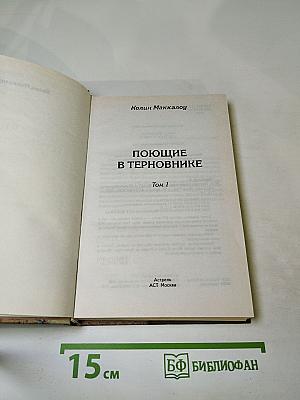 Колин Маккалоу
ПОЮЩИЕ
В ТЕРНОВНИКЕ
Том 1
Астрель
АСТ Москва
15 см
БФ БИБЛИОФАН